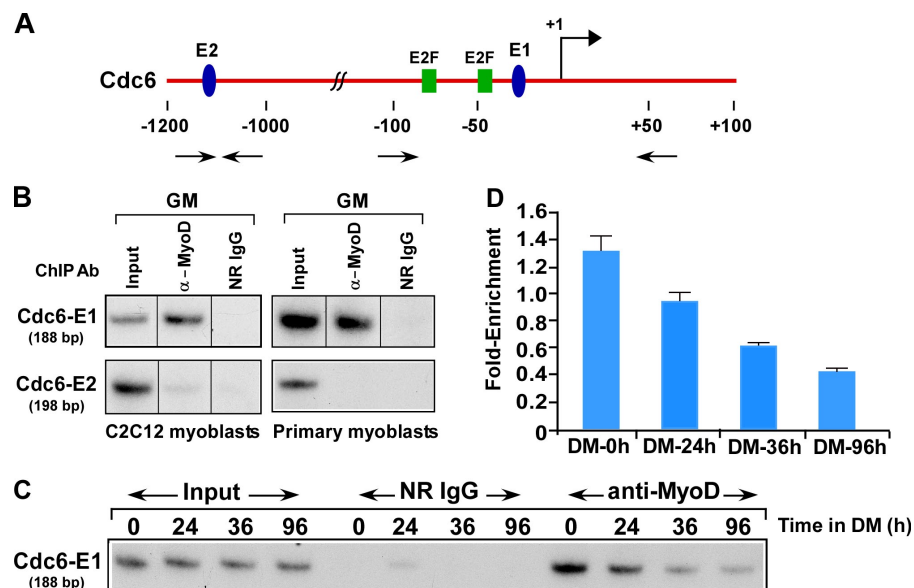 A
E2 E2F E2F E1 +1
Cdc6
-1200 -1000 -100 -50 +50 +100
B
GM GM
ChIP Ab Input α-MyoD NR IgG Input α-MyoD NR IgG
Cdc6-E1
(188 bp)
Cdc6-E2
(198 bp)
C2C12 myoblasts Primary myoblasts
D
Fold-Enrichment
1.6
1.4
1.2
1.0
0.8
0.6
0.4
0.2
0
DM-0h DM-24h DM-36h DM-96h
C
Input NR IgG anti-MyoD
0 24 36 96 0 24 36 96 0 24 36 96 Time in DM (h)
Cdc6-E1
(188 bp)